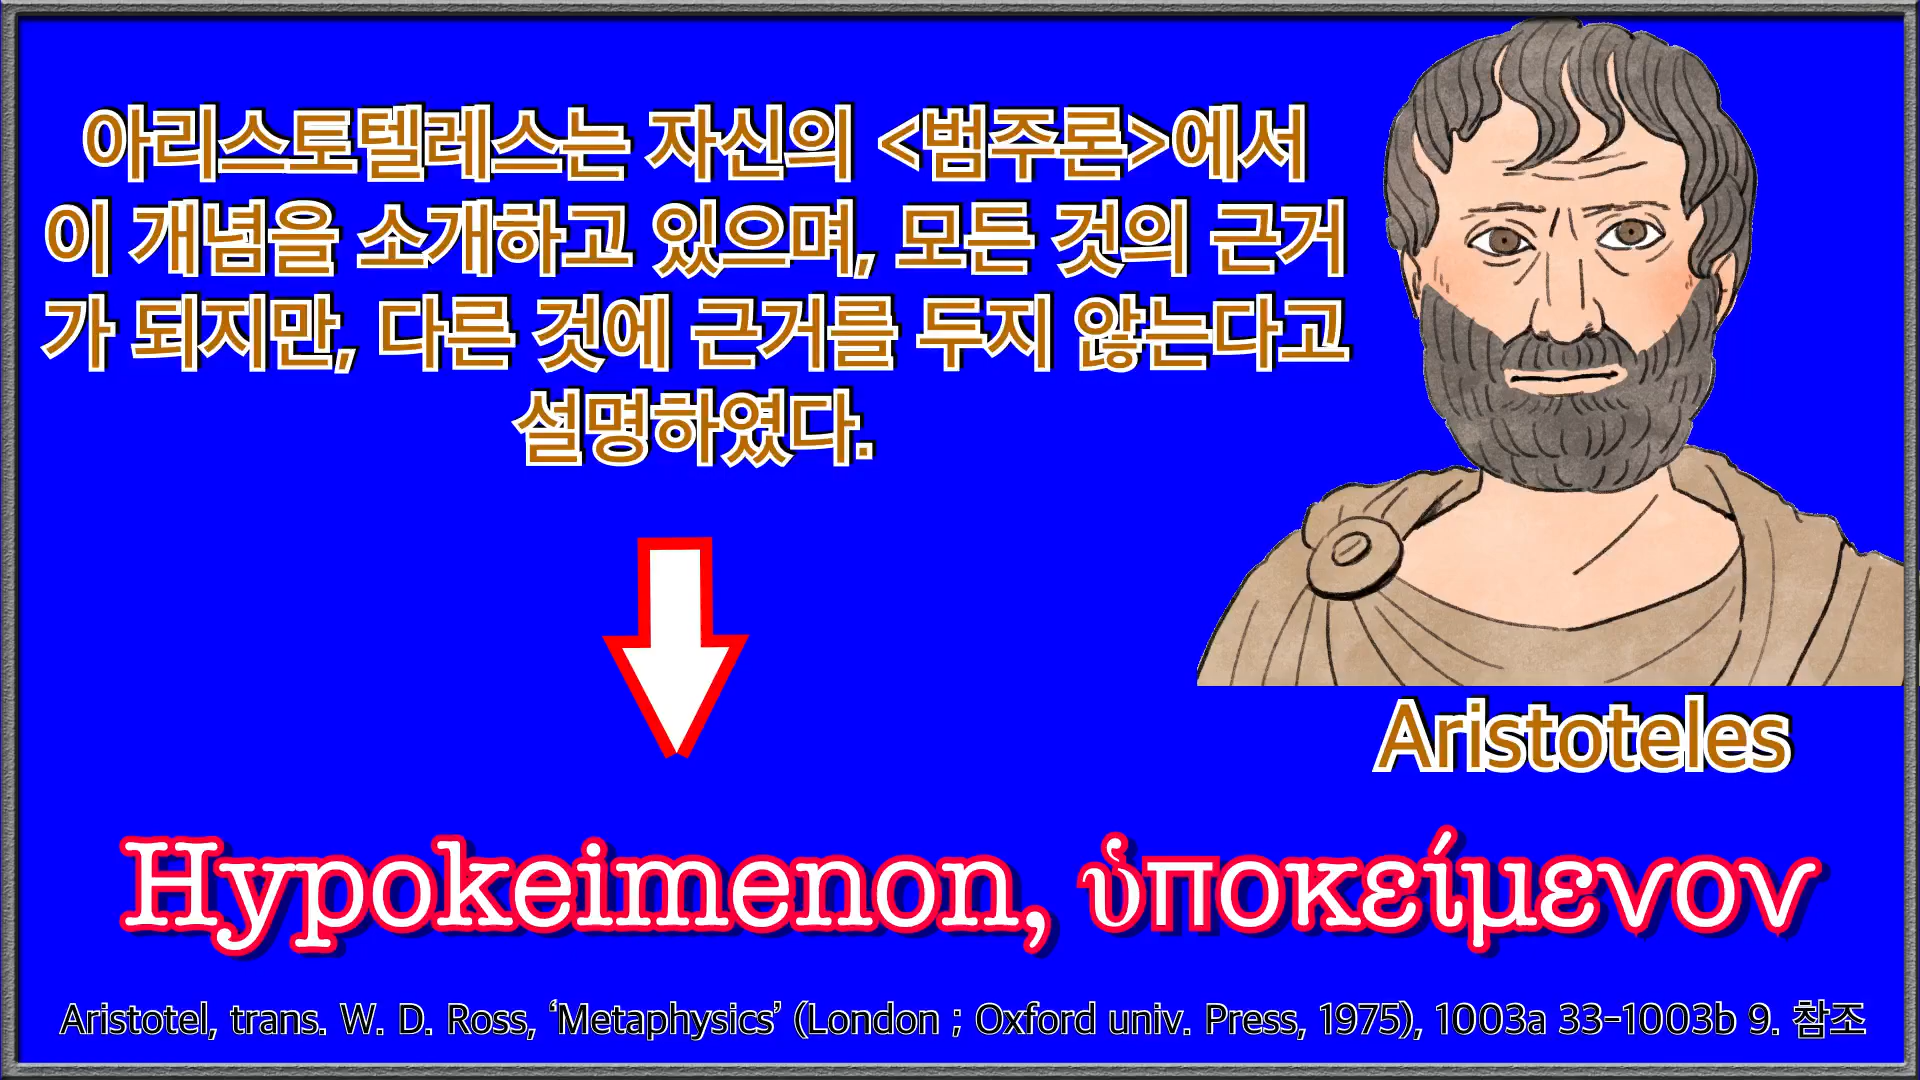 아리스토텔레스는 자신의 <범주론>에서
이 개념을 소개하고 있으며, 모든 것의 근거
가 되지만, 다른 것에 근거를 두지 않는다고
설명하였다.
Aristoteles
Hypokeimenon, ὑποκείμενον
Aristotel, trans. W. D. Ross, ‘Metaphysics’ (London ; Oxford univ. Press, 1975), 1003a 33-1003b 9. 참조